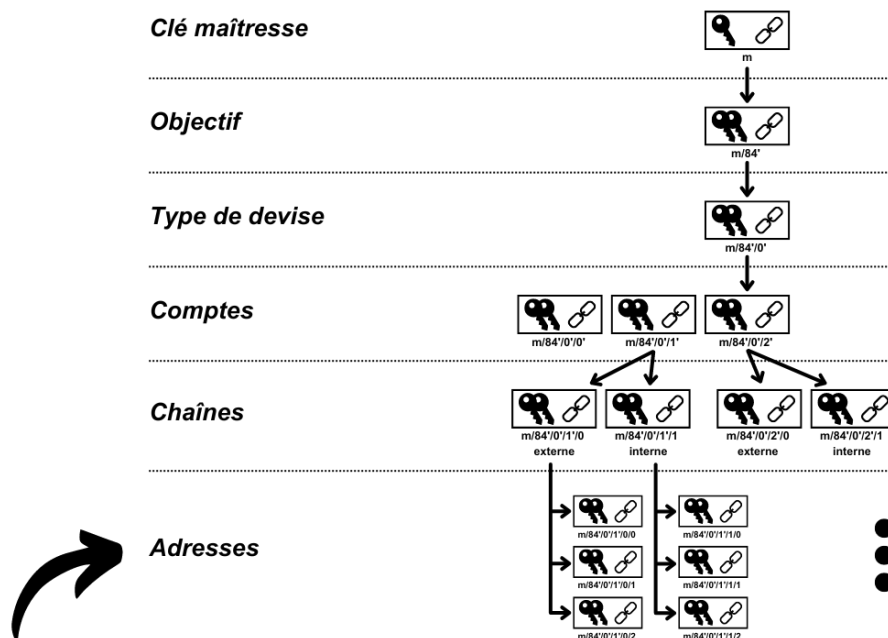 Clé maîtresse
m
Objectif
m/84'
Type de devise
m/84'/0'
Comptes
m/84'/0'/0' m/84'/0'/1' m/84'/0'/2'
Chaînes
m/84'/0'/1'/0 m/84'/0'/1'/1 m/84'/0'/2'/0 m/84'/0'/2'/1
externe interne externe interne
m/84'/0'/1'/0/0 m/84'/0'/1'/1/0
Adresses
m/84'/0'/1'/0/1 m/84'/0'/1'/1/1
m/84'/0'/1'/0/2 m/84'/0'/1'/1/2